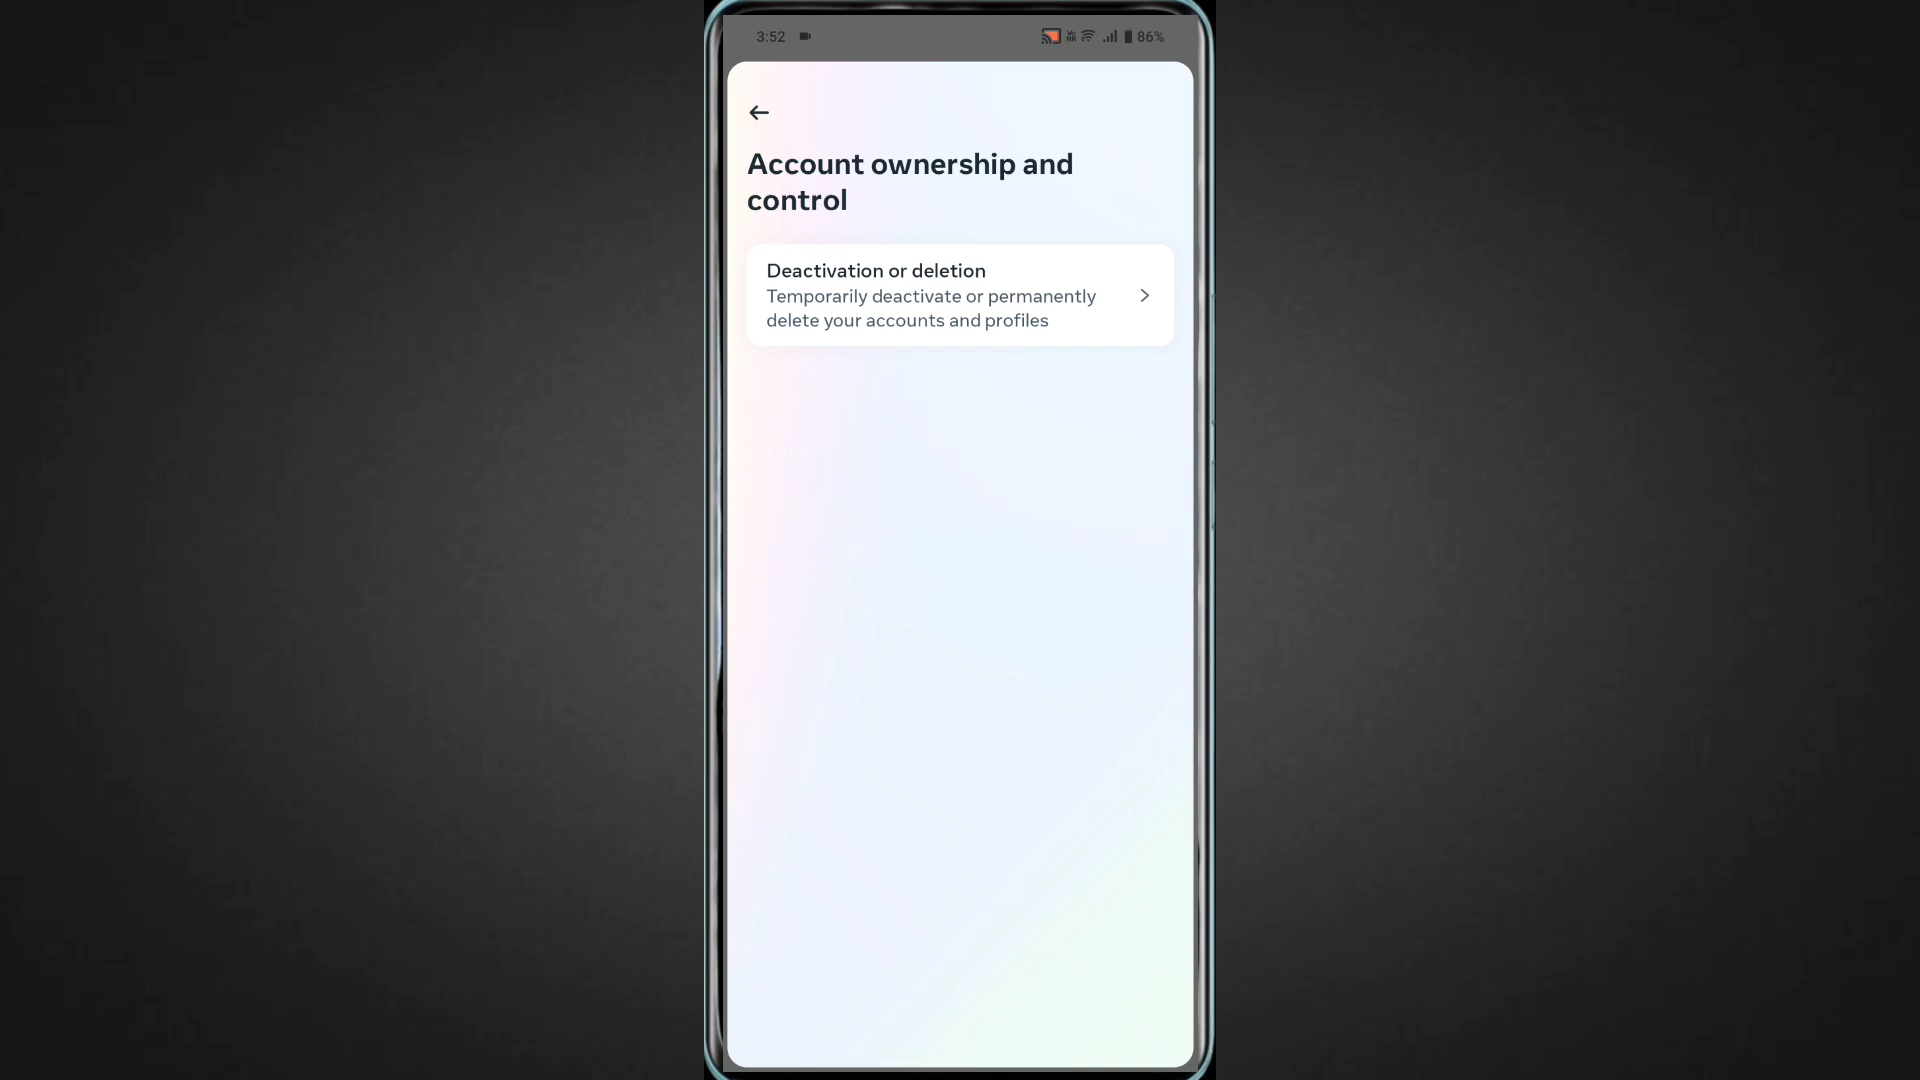 3:52
86%
Account ownership and
control
Deactivation or deletion
Temporarily deactivate or permanently
delete your accounts and profiles